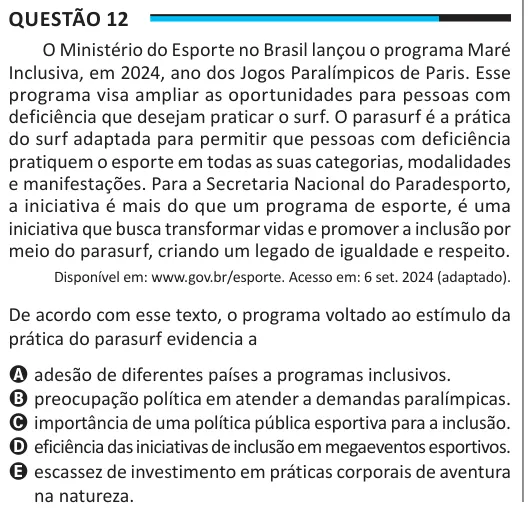 QUESTÃO 12
O Ministério do Esporte no Brasil lançou o programa Maré
Inclusiva, em 2024, ano dos Jogos Paralímpicos de Paris. Esse
programa visa ampliar as oportunidades para pessoas com
deficiência que desejam praticar o surf. O parasurf é a prática
do surf adaptada para permitir que pessoas com deficiência
pratiquem o esporte em todas as suas categorias, modalidades
e manifestações. Para a Secretaria Nacional do Paradesporto,
a iniciativa é mais do que um programa de esporte, é uma
iniciativa que busca transformar vidas e promover a inclusão por
meio do parasurf, criando um legado de igualdade e respeito.
Disponível em: www.gov.br/esporte. Acesso em: 6 set. 2024 (adaptado).
De acordo com esse texto, o programa voltado ao estímulo da
prática do parasurf evidencia a
A adesão de diferentes países a programas inclusivos.
B preocupação política em atender a demandas paralímpicas.
C importância de uma política pública esportiva para a inclusão.
D eficiência das iniciativas de inclusão em megaeventos esportivos.
E escassez de investimento em práticas corporais de aventura
na natureza.